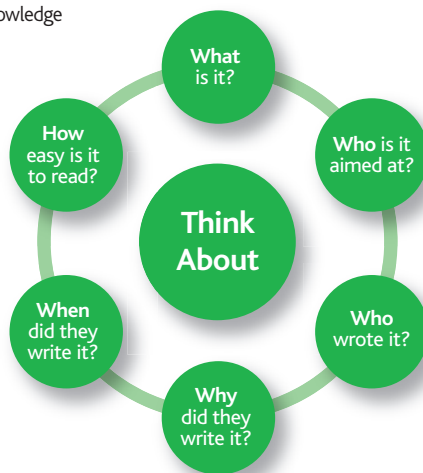 What
is it?
Who is it
aimed at?
Who
wrote it?
Why
did they
write it?
When
did they
write it?
How
easy is it
to read?
Think
About